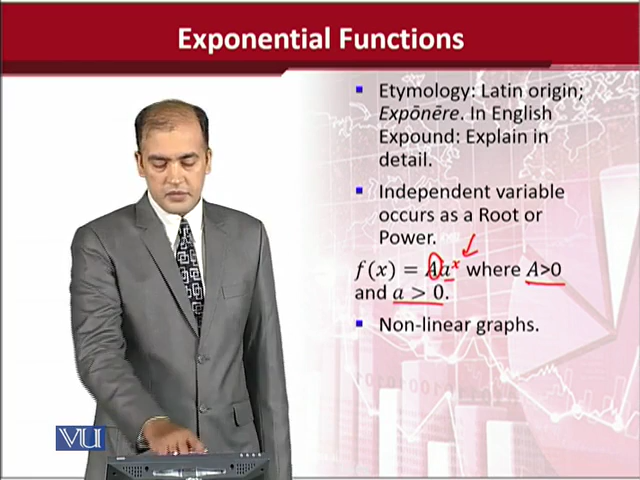 Exponential Functions
Etymology: Latin origin;
Expōnēre. In English
Expound: Explain in
detail.
Independent variable
occurs as a Root or
Power.
f(x) = Aaˣ where A>0
and a > 0.
Non-linear graphs.
VU